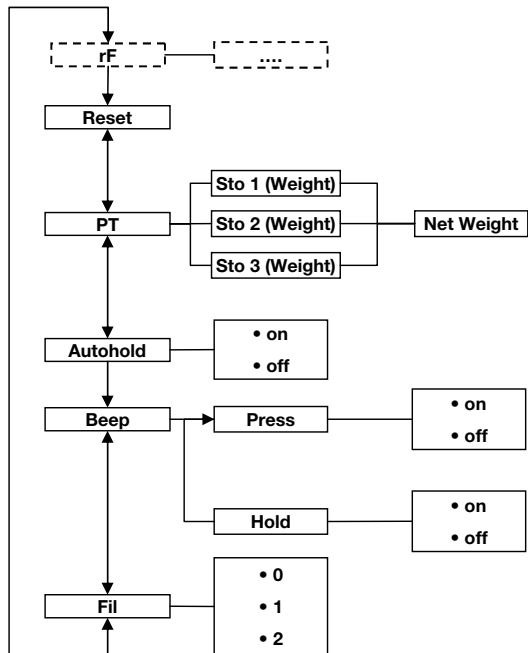 rF
....
Reset
Sto 1 (Weight)
PT
Sto 2 (Weight)
Net Weight
Sto 3 (Weight)
Autohold
• on
• off
Beep
Press
• on
• off
Hold
• on
• off
Fil
• 0
• 1
• 2